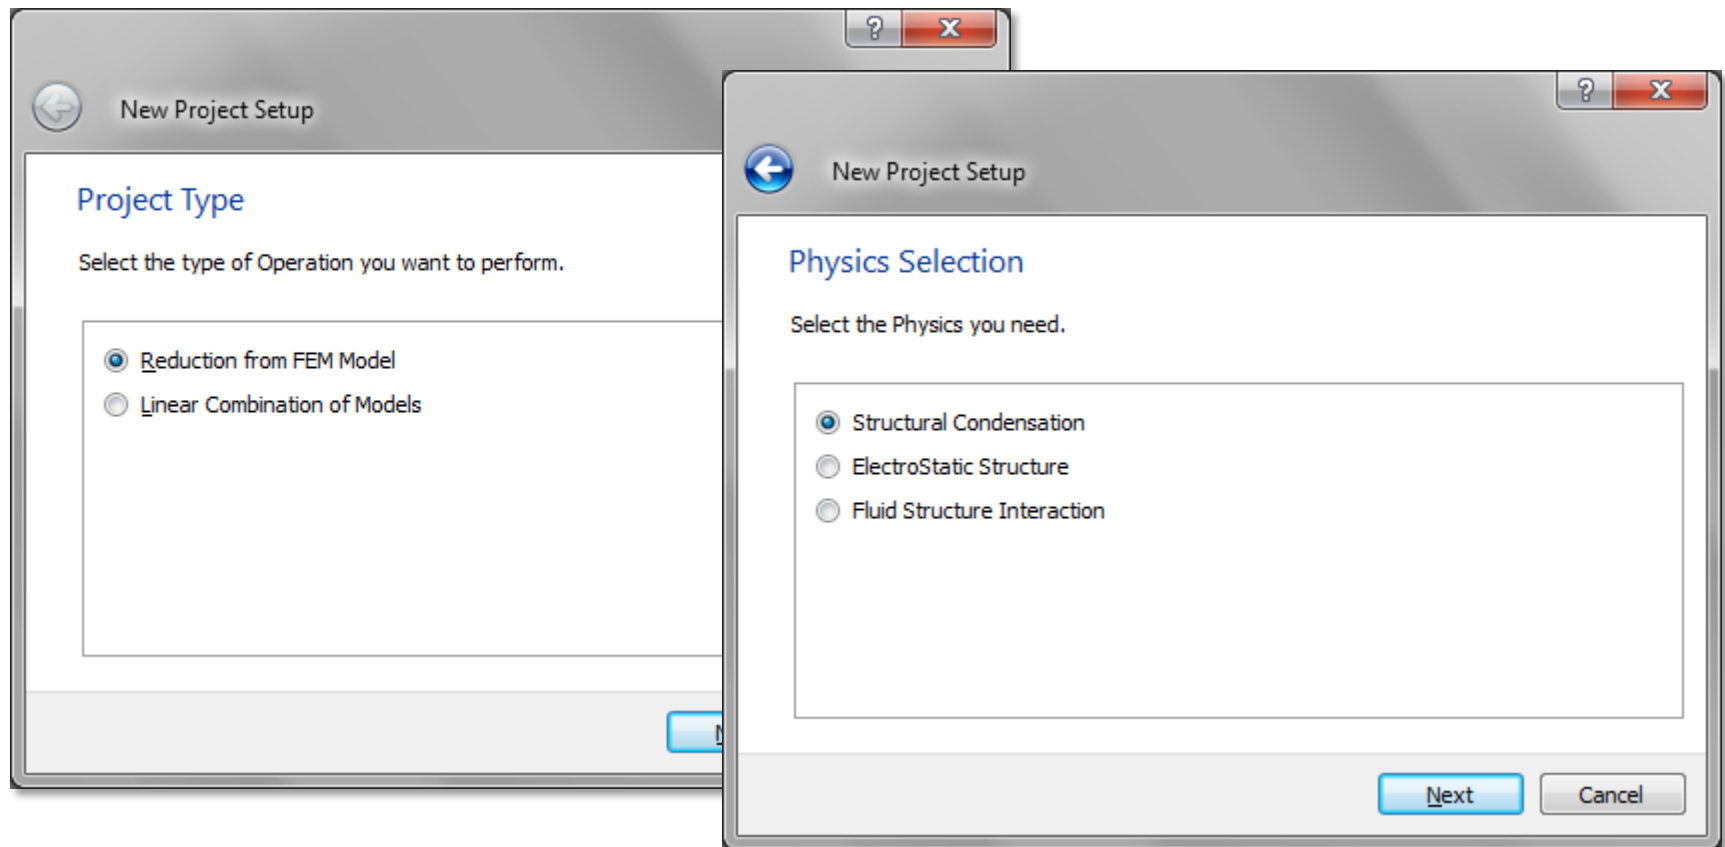 New Project Setup
Project Type
Select the type of Operation you want to perform.
Reduction from FEM Model
Linear Combination of Models
New Project Setup
Physics Selection
Select the Physics you need.
Structural Condensation
ElectroStatic Structure
Fluid Structure Interaction
Next
Cancel